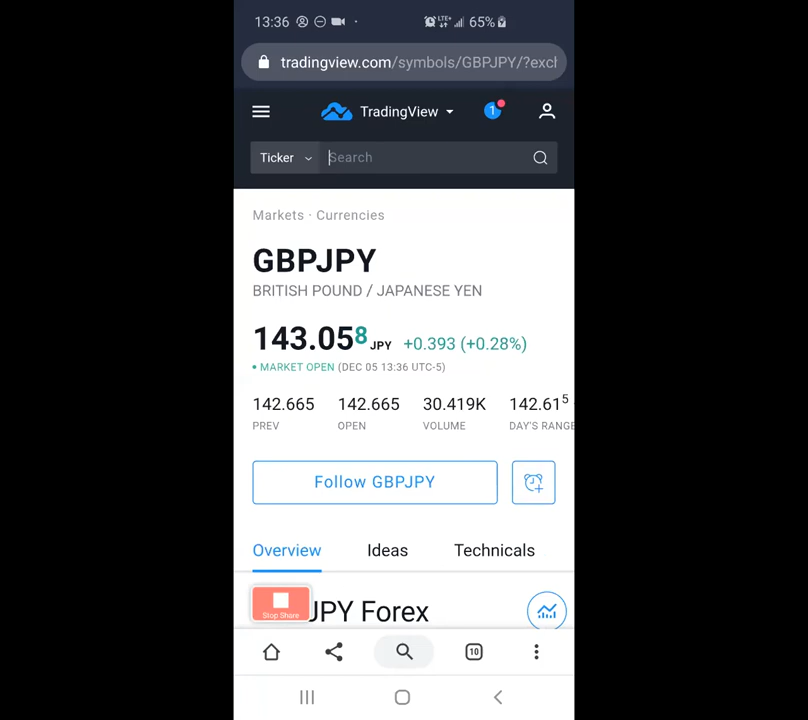 13:36 LTE+ 65%
tradingview.com/symbols/GBPJPY/?excl
TradingView 1
Ticker Search
Markets · Currencies
GBPJPY
BRITISH POUND / JAPANESE YEN
143.058 JPY +0.393 (+0.28%)
• MARKET OPEN (DEC 05 13:36 UTC-5)
142.665 142.665 30.419K 142.615
PREV OPEN VOLUME DAY'S RANGE
Follow GBPJPY
Overview Ideas Technicals
Stop Share JPY Forex
10